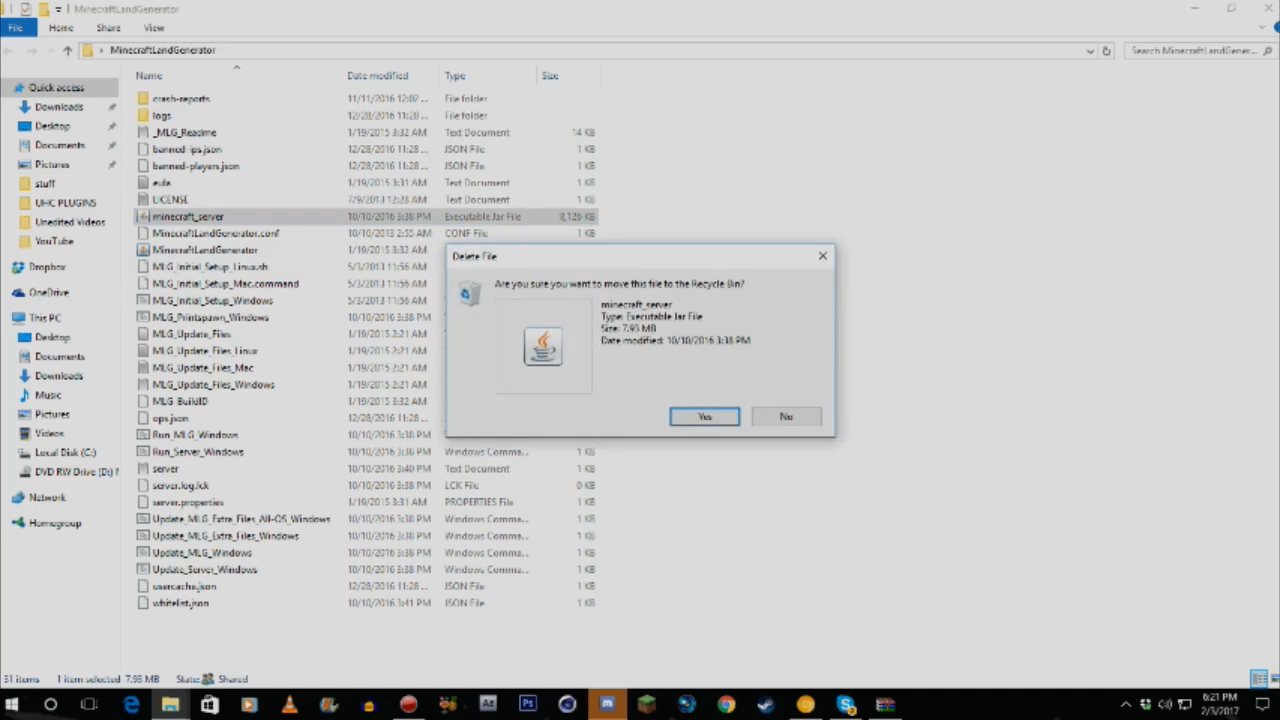 MinecraftLandGenerator
File Home Share View
MinecraftLandGenerator Search MinecraftLandGener...
Name Date modified Type Size
Quick access
Downloads
Desktop
Documents
Pictures
stuff
UHC PLUGINS
Unedited Videos
YouTube
Dropbox
OneDrive
This PC
Desktop
Documents
Downloads
Music
Pictures
Videos
Local Disk (C:)
DVD RW Drive (D:)
Network
Homegroup
crash-reports 11/11/2016 12:02 ... File folder
logs 12/28/2016 11:28 ... File folder
_MLG_Readme 1/19/2015 3:32 AM Text Document 14 KB
banned-ips.json 12/28/2016 11:28 ... JSON File 1 KB
banned-players.json 12/28/2016 11:28 ... JSON File 1 KB
eula 1/19/2015 3:31 AM Text Document 1 KB
LICENSE 7/9/2013 12:28 AM Text Document 1 KB
minecraft_server 10/10/2016 3:38 PM Executable Jar File 8,126 KB
MinecraftLandGenerator.conf 10/10/2013 2:55 AM CONF File 1 KB
MinecraftLandGenerator 1/19/2015 3:32 AM
MLG_Initial_Setup_Linux.sh 5/3/2013 11:56 AM
MLG_Initial_Setup_Mac.command 5/3/2013 11:56 AM
MLG_Initial_Setup_Windows 5/3/2013 11:56 AM
MLG_Printspawn_Windows 10/10/2016 3:38 PM
MLG_Update_Files 1/19/2015 2:21 AM
MLG_Update_Files_Linux 1/19/2015 2:21 AM
MLG_Update_Files_Mac 1/19/2015 2:21 AM
MLG_Update_Files_Windows 1/19/2015 2:21 AM
MLG-BuildID 10/10/2016 3:38 PM
ops.json 12/28/2016 11:28 ...
Run_MLG_Windows 10/10/2016 3:38 PM
Run_Server_Windows 10/10/2016 3:38 PM Windows Comma... 1 KB
server 10/10/2016 3:40 PM Text Document 1 KB
server.log.lck 10/10/2016 3:38 PM LCK File 0 KB
server.properties 1/19/2015 3:31 AM PROPERTIES File 1 KB
Update_MLG_Extra_Files_All-OS_Windows 10/10/2016 3:38 PM Windows Comma... 1 KB
Update_MLG_Extra_Files_Windows 10/10/2016 3:38 PM Windows Comma... 1 KB
Update_MLG_Windows 10/10/2016 3:38 PM Windows Comma... 1 KB
Update_Server_Windows 10/10/2016 3:38 PM Windows Comma... 1 KB
usercache.json 12/28/2016 11:28 ... JSON File 1 KB
whitelist.json 10/10/2016 3:41 PM JSON File 1 KB
Delete File
Are you sure you want to move this file to the Recycle Bin?
minecraft_server
Type: Executable Jar File
Size: 7.93 MB
Date modified: 10/10/2016 3:38 PM
Yes No
31 items 1 item selected 7.93 MB State: Shared
Ae Ps
6:21 PM
2/3/2017